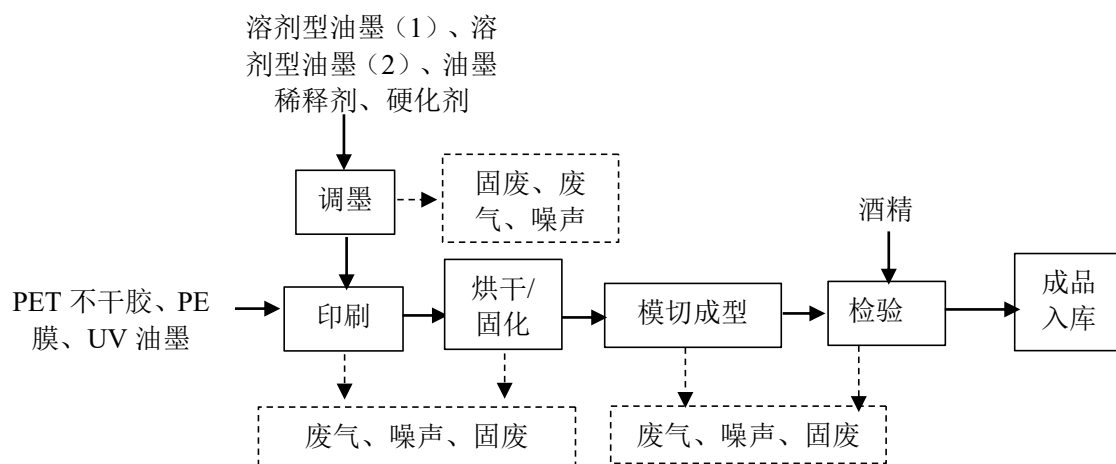 溶剂型油墨（1）、溶
剂型油墨（2）、油墨
稀释剂、硬化剂
调墨
固废、废
气、噪声
酒精
PET 不干胶、PE
膜、UV 油墨
印刷
烘干/
固化
模切成型
检验
成品
入库
废气、噪声、固废
废气、噪声、固废